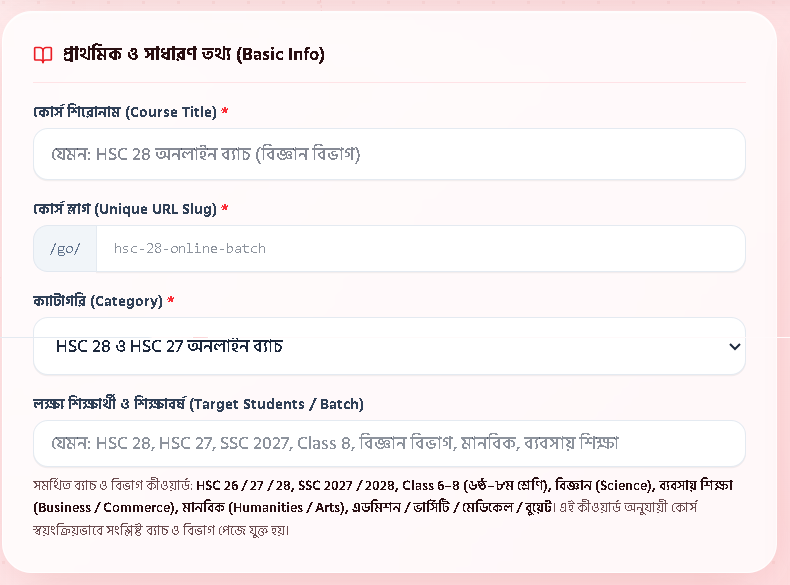 প্রাথমিক ও সাধারণ তথ্য (Basic Info)
কোর্স শিরোনাম (Course Title) *
যেমন: HSC 28 অনলাইন ব্যাচ (বিজ্ঞান বিভাগ)
কোর্স স্লাগ (Unique URL Slug) *
/go/ hsc-28-online-batch
ক্যাটাগরি (Category) *
HSC 28 ও HSC 27 অনলাইন ব্যাচ
লক্ষ্য শিক্ষার্থী ও শিক্ষাবর্ষ (Target Students / Batch)
যেমন: HSC 28, HSC 27, SSC 2027, Class 8, বিজ্ঞান বিভাগ, মানবিক, ব্যবসায় শিক্ষা
সমর্থিত ব্যাচ ও বিভাগ কীওয়ার্ড: HSC 26 / 27 / 28, SSC 2027 / 2028, Class 6–8 (৬ষ্ঠ–৮ম শ্রেণি), বিজ্ঞান (Science), ব্যবসায় শিক্ষা
(Business / Commerce), মানবিক (Humanities / Arts), এডমিশন / ভার্সিটি / মেডিকেল / বুয়েট। এই কীওয়ার্ড অনুযায়ী কোর্স
স্বয়ংক্রিয়ভাবে সংশ্লিষ্ট ব্যাচ ও বিভাগ পেজে যুক্ত হয়।